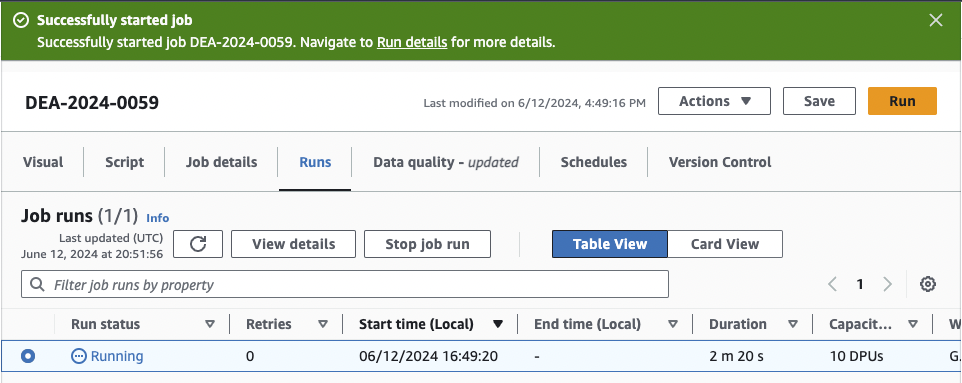 Successfully started job
Successfully started job DEA-2024-0059. Navigate to Run details for more details.
DEA-2024-0059
Last modified on 6/12/2024, 4:49:16 PM
Actions
Save
Run
Visual
Script
Job details
Runs
Data quality - updated
Schedules
Version Control
Job runs (1/1) Info
Last updated (UTC)
June 12, 2024 at 20:51:56
View details
Stop job run
Table View
Card View
Filter job runs by property
1
Run status
Retries
Start time (Local)
End time (Local)
Duration
Capacit...
W
Running
0
06/12/2024 16:49:20
-
2 m 20 s
10 DPUs
G.